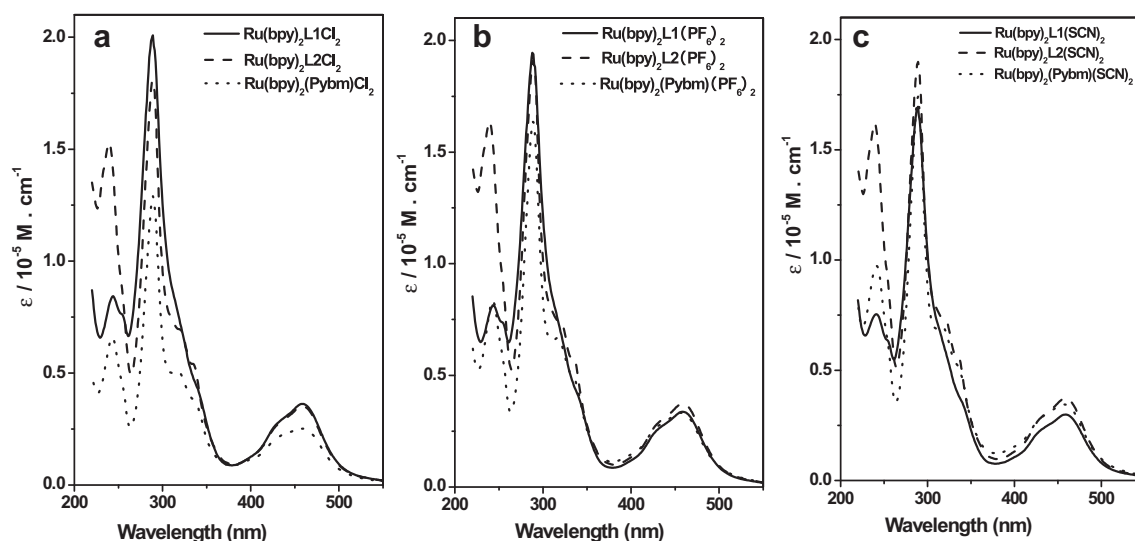 a
Ru(bpy)₂L1Cl₂
Ru(bpy)₂L2Cl₂
Ru(bpy)₂(Pybm)Cl₂
ε / 10⁻⁵ M . cm⁻¹
2.0
1.5
1.0
0.5
0.0
200 300 400 500
Wavelength (nm)
b
Ru(bpy)₂L1(PF₆)₂
Ru(bpy)₂L2(PF₆)₂
Ru(bpy)₂(Pybm)(PF₆)₂
ε / 10⁻⁵ M . cm⁻¹
2.0
1.5
1.0
0.5
0.0
200 300 400 500
Wavelength (nm)
c
Ru(bpy)₂L1(SCN)₂
Ru(bpy)₂L2(SCN)₂
Ru(bpy)₂(Pybm)(SCN)₂
ε / 10⁻⁵ M . cm⁻¹
2.0
1.5
1.0
0.5
0.0
200 300 400 500
Wavelength (nm)